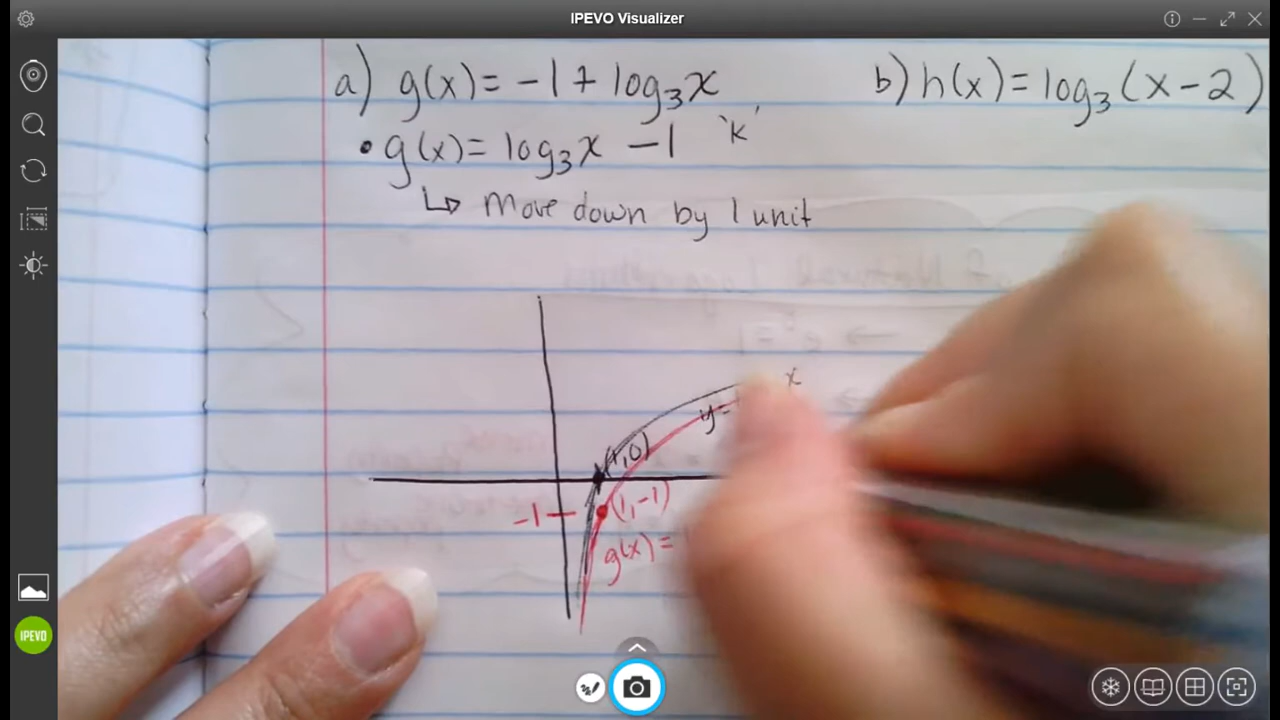 IPEVO Visualizer
a) g(x) = -1 + log₃x
b) h(x) = log₃(x-2)
• g(x) = log₃x - 1 'k'
↳ Move down by 1 unit
x
y=
(1,0)
-1
(1,-1)
g(x) =
IPEVO